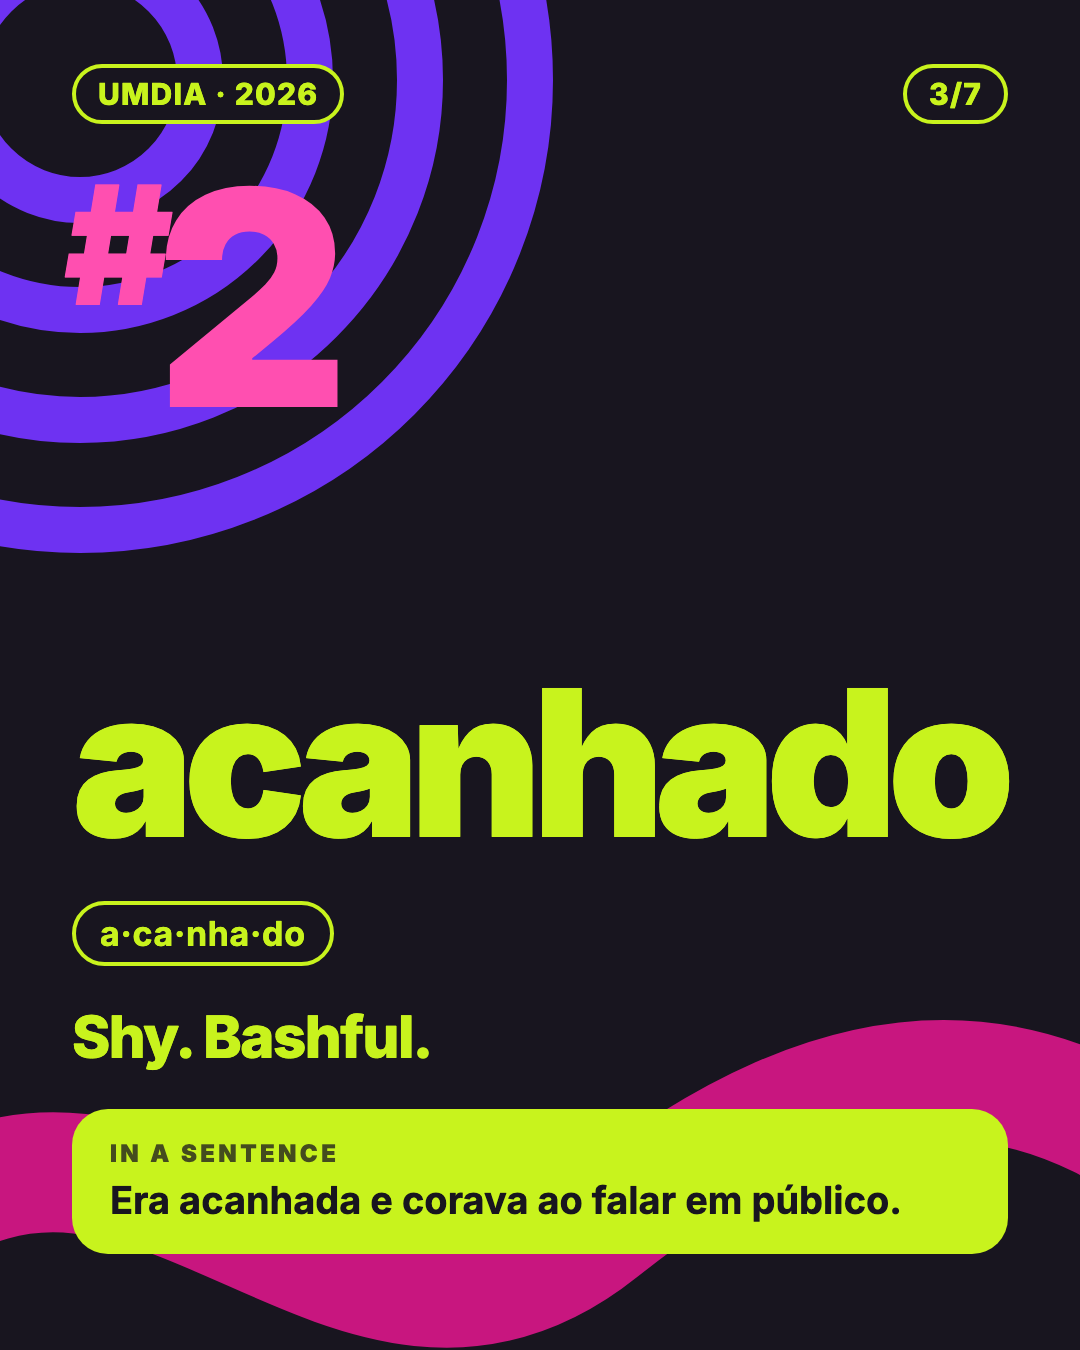 UMDIA · 2026
3/7
#2
acanhado
a·ca·nha·do
Shy. Bashful.
IN A SENTENCE
Era acanhada e corava ao falar em público.